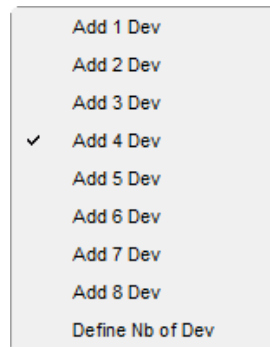 Add 1 Dev
Add 2 Dev
Add 3 Dev
Add 4 Dev
Add 5 Dev
Add 6 Dev
Add 7 Dev
Add 8 Dev
Define Nb of Dev